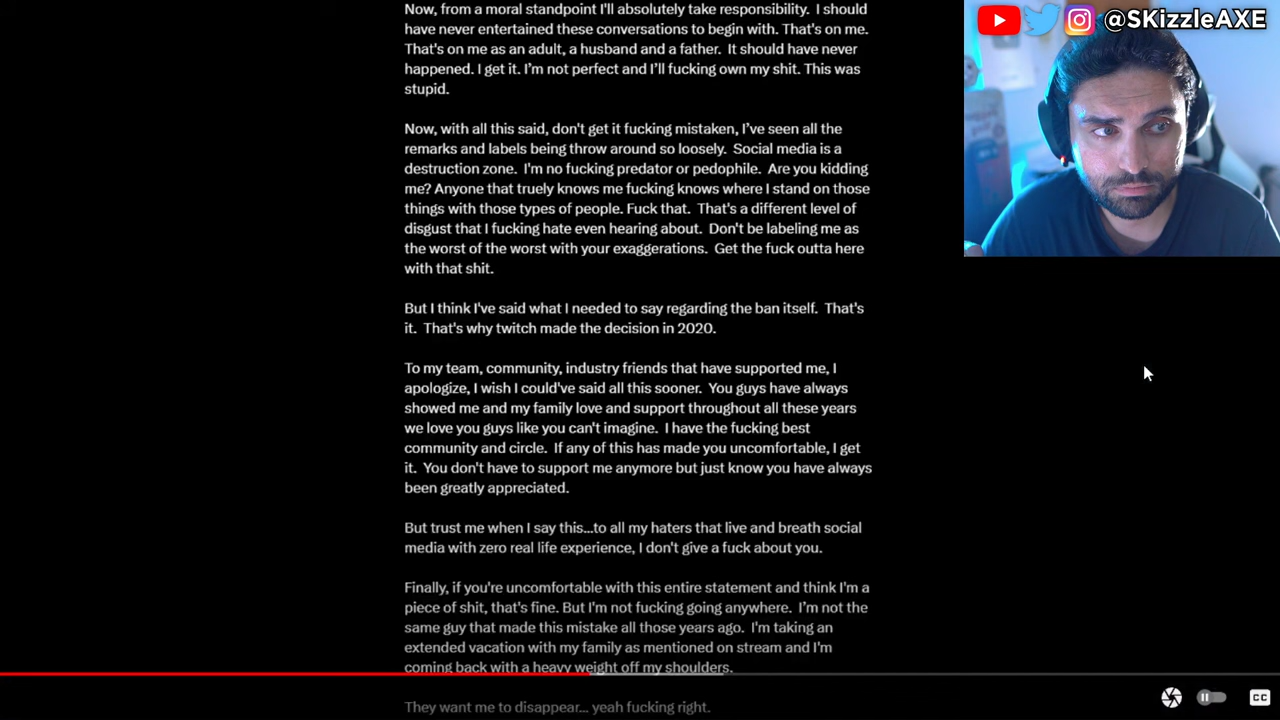 @SKizzleAXE
Now, from a moral standpoint I'll absolutely take responsibility. I should
have never entertained these conversations to begin with. That's on me.
That's on me as an adult, a husband and a father. It should have never
happened. I get it. I'm not perfect and I'll fucking own my shit. This was
stupid.
Now, with all this said, don't get it fucking mistaken, I've seen all the
remarks and labels being throw around so loosely. Social media is a
destruction zone. I'm no fucking predator or pedophile. Are you kidding
me? Anyone that truely knows me fucking knows where I stand on those
things with those types of people. Fuck that. That's a different level of
disgust that I fucking hate even hearing about. Don't be labeling me as
the worst of the worst with your exaggerations. Get the fuck outta here
with that shit.
But I think I've said what I needed to say regarding the ban itself. That's
it. That's why twitch made the decision in 2020.
To my team, community, industry friends that have supported me, I
apologize, I wish I could've said all this sooner. You guys have always
showed me and my family love and support throughout all these years
we love you guys like you can't imagine. I have the fucking best
community and circle. If any of this has made you uncomfortable, I get
it. You don't have to support me anymore but just know you have always
been greatly appreciated.
But trust me when I say this...to all my haters that live and breath social
media with zero real life experience, I don't give a fuck about you.
Finally, if you're uncomfortable with this entire statement and think I'm a
piece of shit, that's fine. But I'm not fucking going anywhere. I'm not the
same guy that made this mistake all those years ago. I'm taking an
extended vacation with my family as mentioned on stream and I'm
coming back with a heavy weight off my shoulders.
They want me to disappear... yeah fucking right.
CC